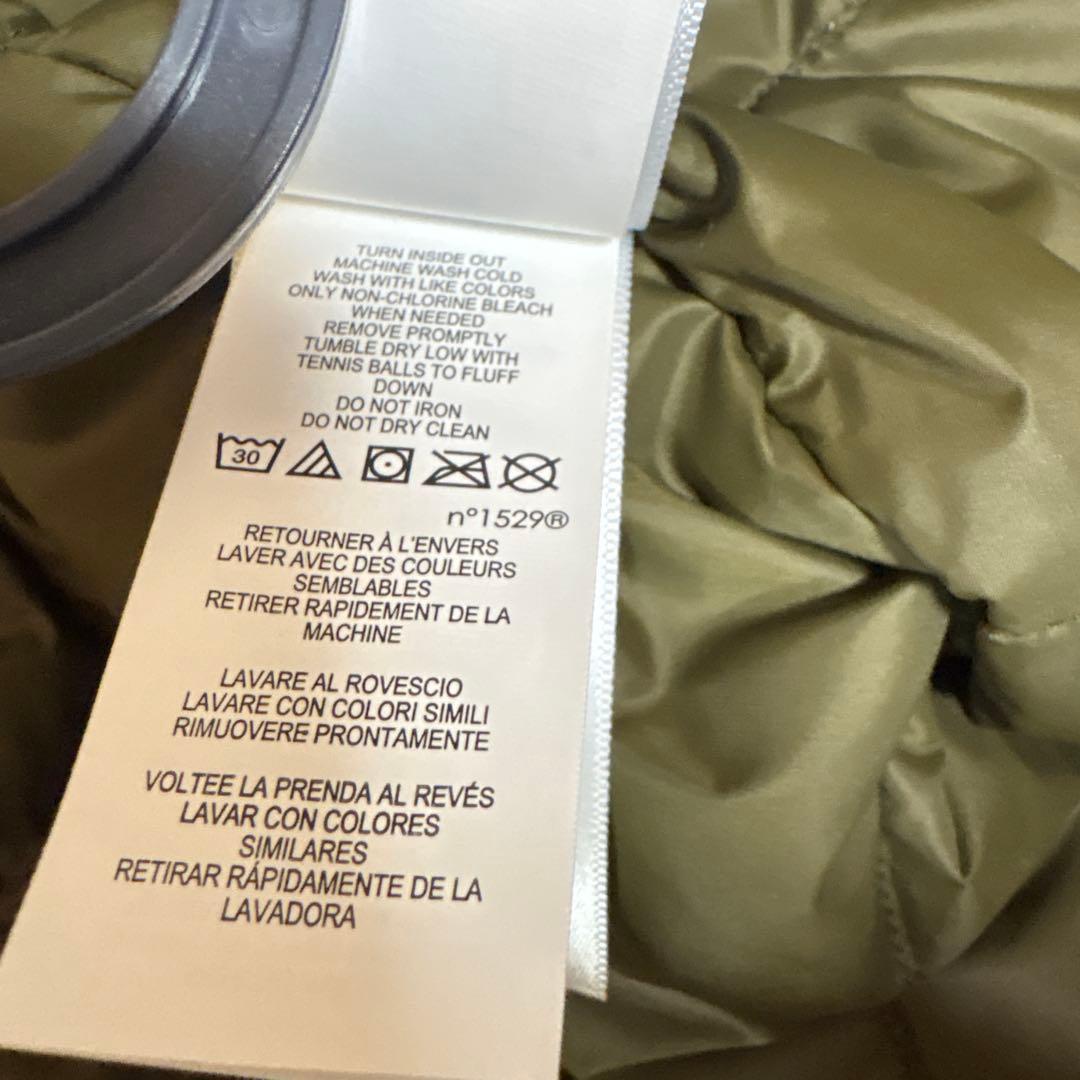 TURN INSIDE OUT
MACHINE WASH COLD
WASH WITH LIKE COLORS
ONLY NON-CHLORINE BLEACH
WHEN NEEDED
REMOVE PROMPTLY
TUMBLE DRY LOW WITH
TENNIS BALLS TO FLUFF
DOWN
DO NOT IRON
DO NOT DRY CLEAN
30
n°1529®
RETOURNER À L'ENVERS
LAVER AVEC DES COULEURS
SEMBLABLES
RETIRER RAPIDEMENT DE LA
MACHINE
LAVARE AL ROVESCIO
LAVARE CON COLORI SIMILI
RIMUOVERE PRONTAMENTE
VOLTEE LA PRENDA AL REVÉS
LAVAR CON COLORES
SIMILARES
RETIRAR RÁPIDAMENTE DE LA
LAVADORA